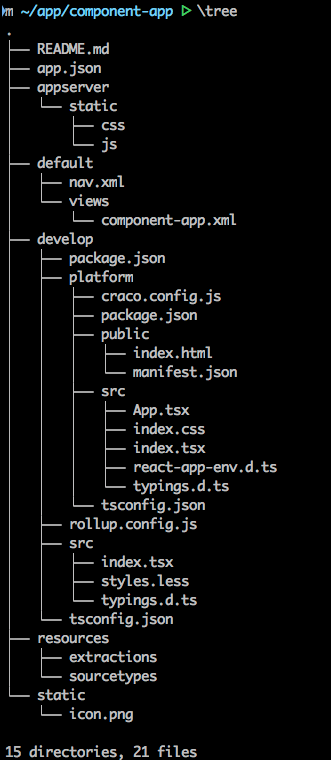 m ~/app/component-app ▷ \tree
.
├── README.md
├── app.json
├── appserver
│   └── static
│       ├── css
│       └── js
├── default
│   ├── nav.xml
│   └── views
│       └── component-app.xml
├── develop
│   ├── package.json
│   ├── platform
│   │   ├── craco.config.js
│   │   ├── package.json
│   │   ├── public
│   │   │   ├── index.html
│   │   │   └── manifest.json
│   │   ├── src
│   │   │   ├── App.tsx
│   │   │   ├── index.css
│   │   │   ├── index.tsx
│   │   │   ├── react-app-env.d.ts
│   │   │   └── typings.d.ts
│   │   └── tsconfig.json
│   ├── rollup.config.js
│   ├── src
│   │   ├── index.tsx
│   │   ├── styles.less
│   │   └── typings.d.ts
│   └── tsconfig.json
├── resources
│   ├── extractions
│   └── sourcetypes
└── static
    └── icon.png

15 directories, 21 files